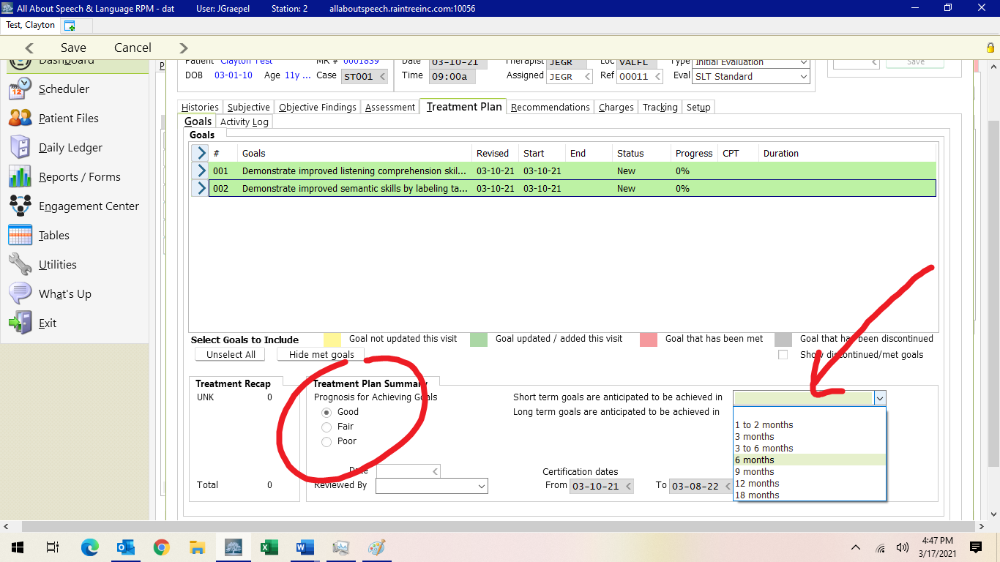 All About Speech & Language RPM - dat User: JGraepel Station: 2 allaboutspeech.raintreeinc.com:10056
Test, Clayton
Save Cancel
Patient Clayton Test MR # 0001839 Date 03-10-21 Therapist JEGR Loc VALFL Type Initial Evaluation
DOB 03-01-10 Age 11y ... Case ST001 Time 09:00a Assigned JEGR Ref 00011 Eval SLT Standard
Save
Dashboard
Scheduler
Patient Files
Daily Ledger
Reports / Forms
Engagement Center
Tables
Utilities
What's Up
Exit
P
Histories Subjective Objective Findings Assessment Treatment Plan Recommendations Charges Tracking Setup
Goals Activity Log
Goals
# Goals Revised Start End Status Progress CPT Duration
001 Demonstrate improved listening comprehension skil... 03-10-21 03-10-21 New 0%
002 Demonstrate improved semantic skills by labeling ta... 03-10-21 03-10-21 New 0%
Select Goals to Include Goal not updated this visit Goal updated / added this visit Goal that has been met Goal that has been discontinued
Unselect All Hide met goals Show discontinued/met goals
Treatment Recap
UNK 0
Total 0
Treatment Plan Summary
Prognosis for Achieving Goals
Good
Fair
Poor
Date
Reviewed By
Short term goals are anticipated to be achieved in
Long term goals are anticipated to be achieved in
Certification dates
From 03-10-21 To 03-08-22
1 to 2 months
3 months
3 to 6 months
6 months
9 months
12 months
18 months
4:47 PM
3/17/2021